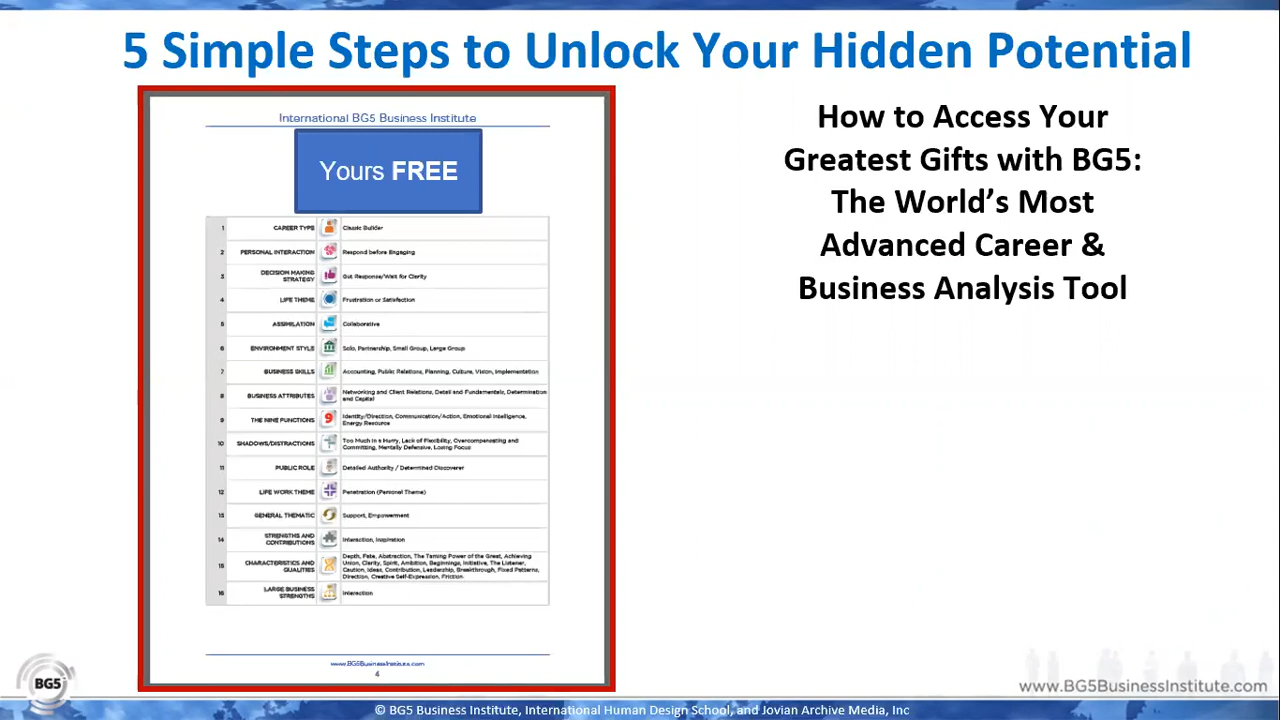 5 Simple Steps to Unlock Your Hidden Potential
International BG5 Business Institute
Yours FREE
1 CAREER TYPE Classic Builder
2 PERSONAL INTERACTION Respond before Engaging
3 DECISION MAKING STRATEGY Gut Response/Wait for Clarity
4 LIFE THEME Frustration or Satisfaction
5 ASSIMILATION Collaborative
6 ENVIRONMENT STYLE Solo, Partnership, Small Group, Large Group
7 BUSINESS SKILLS Accounting, Public Relations, Planning, Culture, Vision, Implementation
8 BUSINESS ATTRIBUTES Networking and Client Relations, Detail and Fundamentals, Determination
and Capital
9 THE NINE FUNCTIONS 9 Identity/Direction, Communication/Action, Emotional Intelligence,
Energy Resource
10 SHADOWS/DISTRACTIONS Too Much in a Hurry, Lack of Flexibility, Overcompensating and
Committing, Mentally Defensive, Losing Focus
11 PUBLIC ROLE Detailed Authority / Determined Discoverer
12 LIFE WORK THEME Penetration (Personal Theme)
13 GENERAL THEMATIC Support, Empowerment
14 STRENGTHS AND CONTRIBUTIONS Interaction, Inspiration
15 CHARACTERISTICS AND QUALITIES Depth, Fate, Abstraction, The Taming Power of the Great, Achieving
Union, Clarity, Spirit, Ambition, Beginnings, Initiative, The Listener,
Caution, Ideas, Contribution, Leadership, Breakthrough, Fixed Patterns,
Direction, Creative Self-Expression, Friction
16 LARGE BUSINESS STRENGTHS Interaction
www.BG5BusinessInstitute.com
4
How to Access Your
Greatest Gifts with BG5:
The World's Most
Advanced Career &
Business Analysis Tool
BG5
www.BG5BusinessInstitute.com
© BG5 Business Institute, International Human Design School, and Jovian Archive Media, Inc